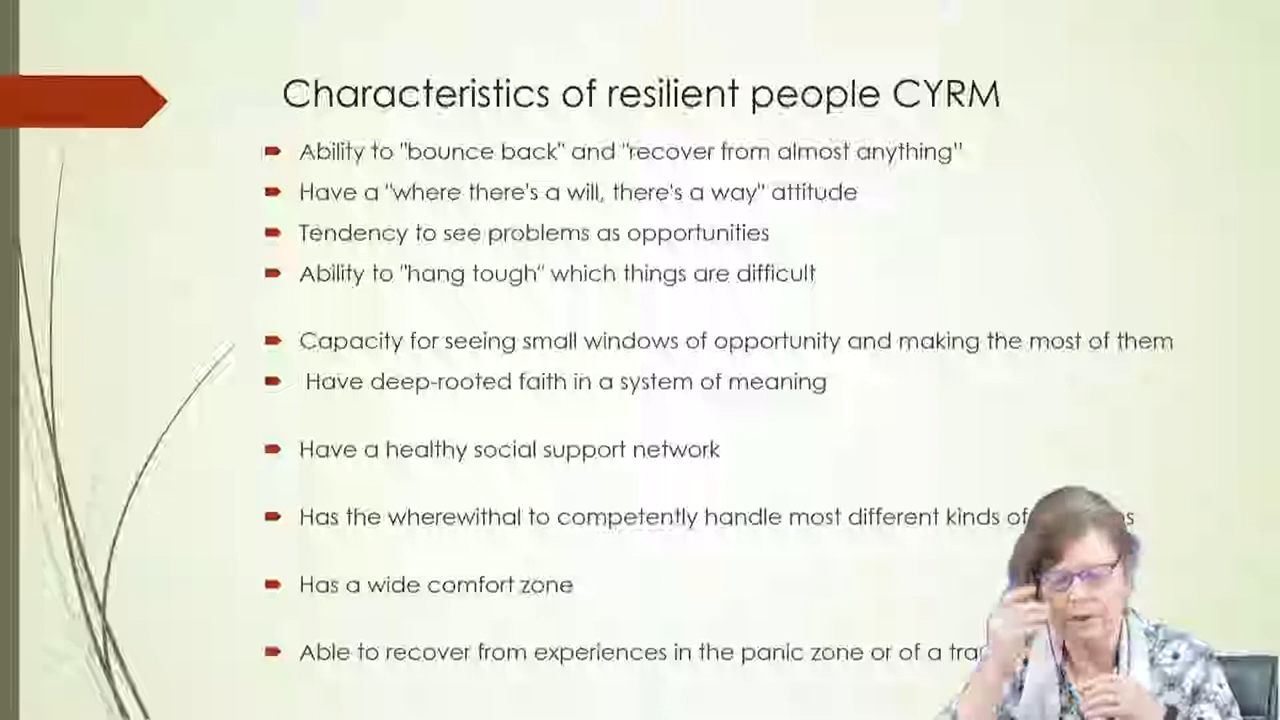 Characteristics of resilient people CYRM
Ability to "bounce back" and "recover from almost anything"
Have a "where there's a will, there's a way" attitude
Tendency to see problems as opportunities
Ability to "hang tough" which things are difficult
Capacity for seeing small windows of opportunity and making the most of them
Have deep-rooted faith in a system of meaning
Have a healthy social support network
Has the wherewithal to competently handle most different kinds of
Has a wide comfort zone
Able to recover from experiences in the panic zone or of a